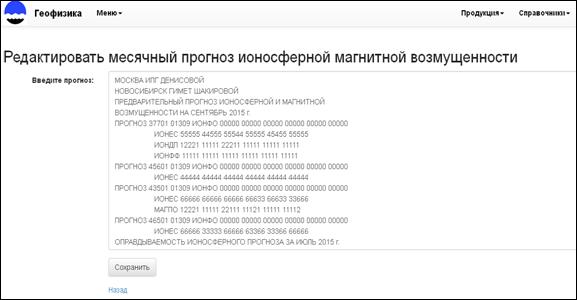 Геофизика Меню Продукция Справочники
Редактировать месячный прогноз ионосферной магнитной возмущенности
Введите прогноз:
МОСКВА ИПГ ДЕНИСОВОЙ
НОВОСИБИРСК ГИМЕТ ШАКИРОВОЙ
ПРЕДВАРИТЕЛЬНЫЙ ПРОГНОЗ ИОНОСФЕРНОЙ И МАГНИТНОЙ
ВОЗМУЩЕННОСТИ НА СЕНТЯБРЬ 2015 г.
ПРОГНОЗ 37701 01309 ИОНФО 00000 00000 00000 00000 00000 00000
ИОНЕС 55555 44555 55544 55555 45455 55555
ИОНДП 12221 11111 22211 11111 11111 11111
ИОНФФ 11111 11111 11111 11111 11111 11111
ПРОГНОЗ 45601 01309 ИОНФО 00000 00000 00000 00000 00000 00000
ИОНЕС 44444 44444 44444 44444 44444 44444
ПРОГНОЗ 43501 01309 ИОНФО 00000 00000 00000 00000 00000 00000
ИОНЕС 66666 66666 66666 66633 66633 33666
МАГПО 12221 11111 22111 11121 11111 11112
ПРОГНОЗ 46501 01309 ИОНФО 00000 00000 00000 00000 00000 00000
ИОНЕС 66666 33333 66666 63366 33366 66666
ОПРАВДЫВАЕМОСТЬ ИОНОСФЕРНОГО ПРОГНОЗА ЗА ИЮЛЬ 2015 г.
Сохранить
Назад